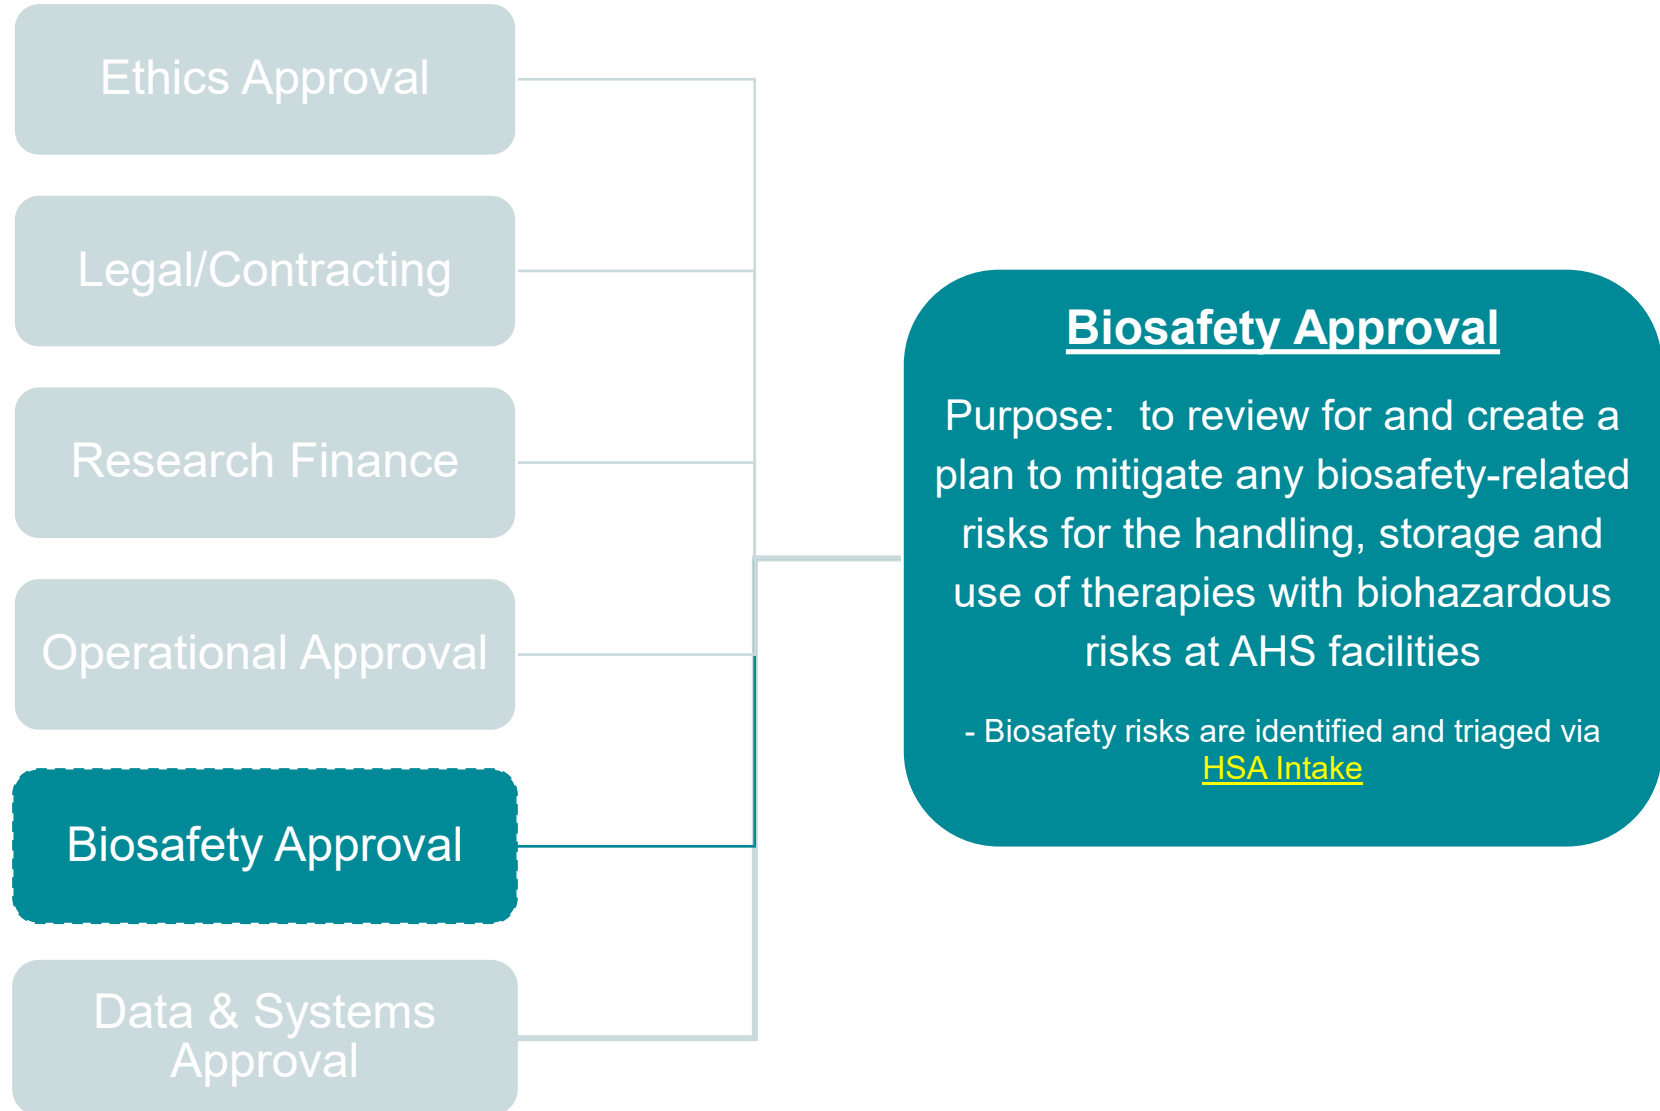 Ethics Approval
Legal/Contracting
Research Finance
Operational Approval
Biosafety Approval
Data & Systems
Approval
Biosafety Approval
Purpose:  to review for and create a
plan to mitigate any biosafety-related
risks for the handling, storage and
use of therapies with biohazardous
risks at AHS facilities
- Biosafety risks are identified and triaged via
HSA Intake